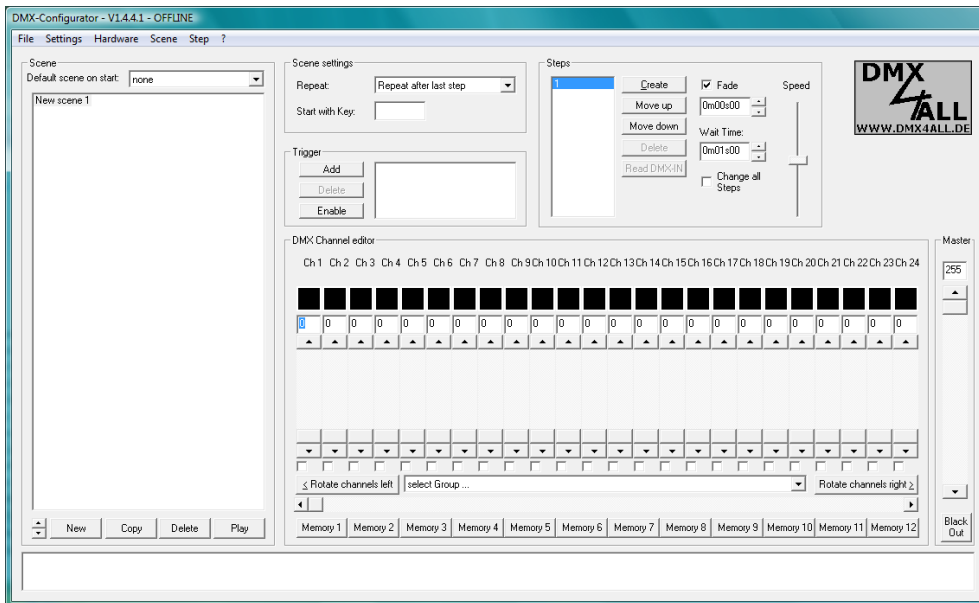 DMX-Configurator - V1.4.4.1 - OFFLINE
File Settings Hardware Scene Step ?
Scene
Default scene on start: none
New scene 1
New Copy Delete Play
Scene settings
Repeat: Repeat after last step
Start with Key:
Trigger
Add
Delete
Enable
Steps
1
Create
Move up
Move down
Delete
Read DMX-IN
Fade
0m00s00
Wait Time:
0m01s00
Change all
Steps
Speed
DMX
4
ALL
WWW.DMX4ALL.DE
DMX Channel editor
Ch 1 Ch 2 Ch 3 Ch 4 Ch 5 Ch 6 Ch 7 Ch 8 Ch 9 Ch 10 Ch 11 Ch 12 Ch 13 Ch 14 Ch 15 Ch 16 Ch 17 Ch 18 Ch 19 Ch 20 Ch 21 Ch 22 Ch 23 Ch 24
0 0 0 0 0 0 0 0 0 0 0 0 0 0 0 0 0 0 0 0 0 0 0 0
< Rotate channels left select Group ... Rotate channels right >
Memory 1 Memory 2 Memory 3 Memory 4 Memory 5 Memory 6 Memory 7 Memory 8 Memory 9 Memory 10 Memory 11 Memory 12
Master
255
Black
Out